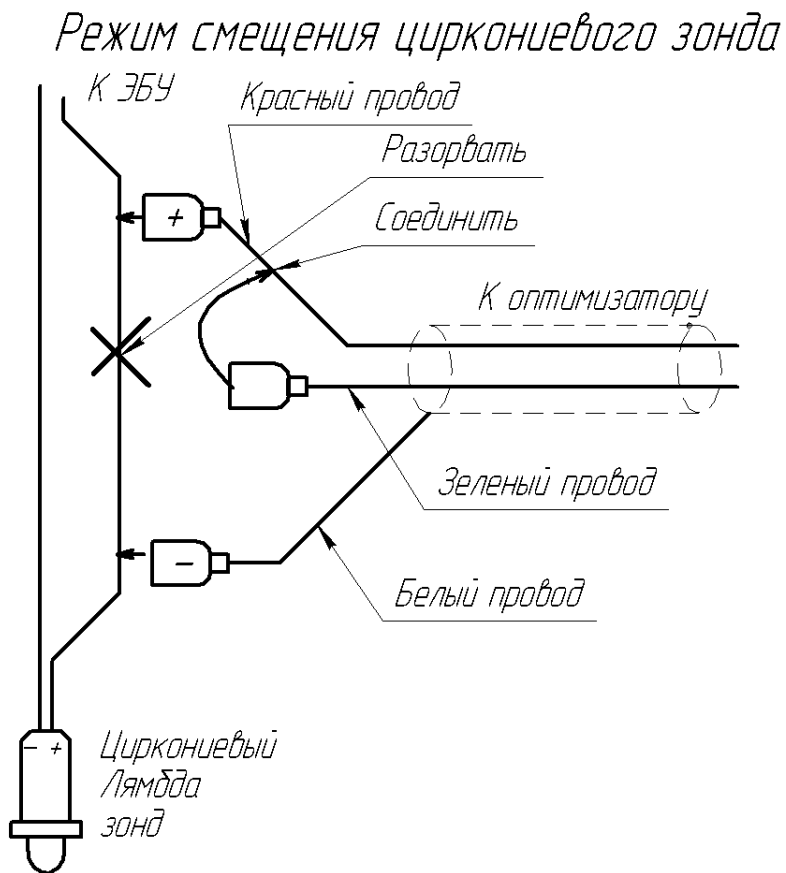 Режим смещения циркониевого зонда
К ЭБУ
Красный провод
Разорвать
+
Соединить
К оптимизатору
Зеленый провод
-
Белый провод
- +
Циркониевый
Лямбда
зонд